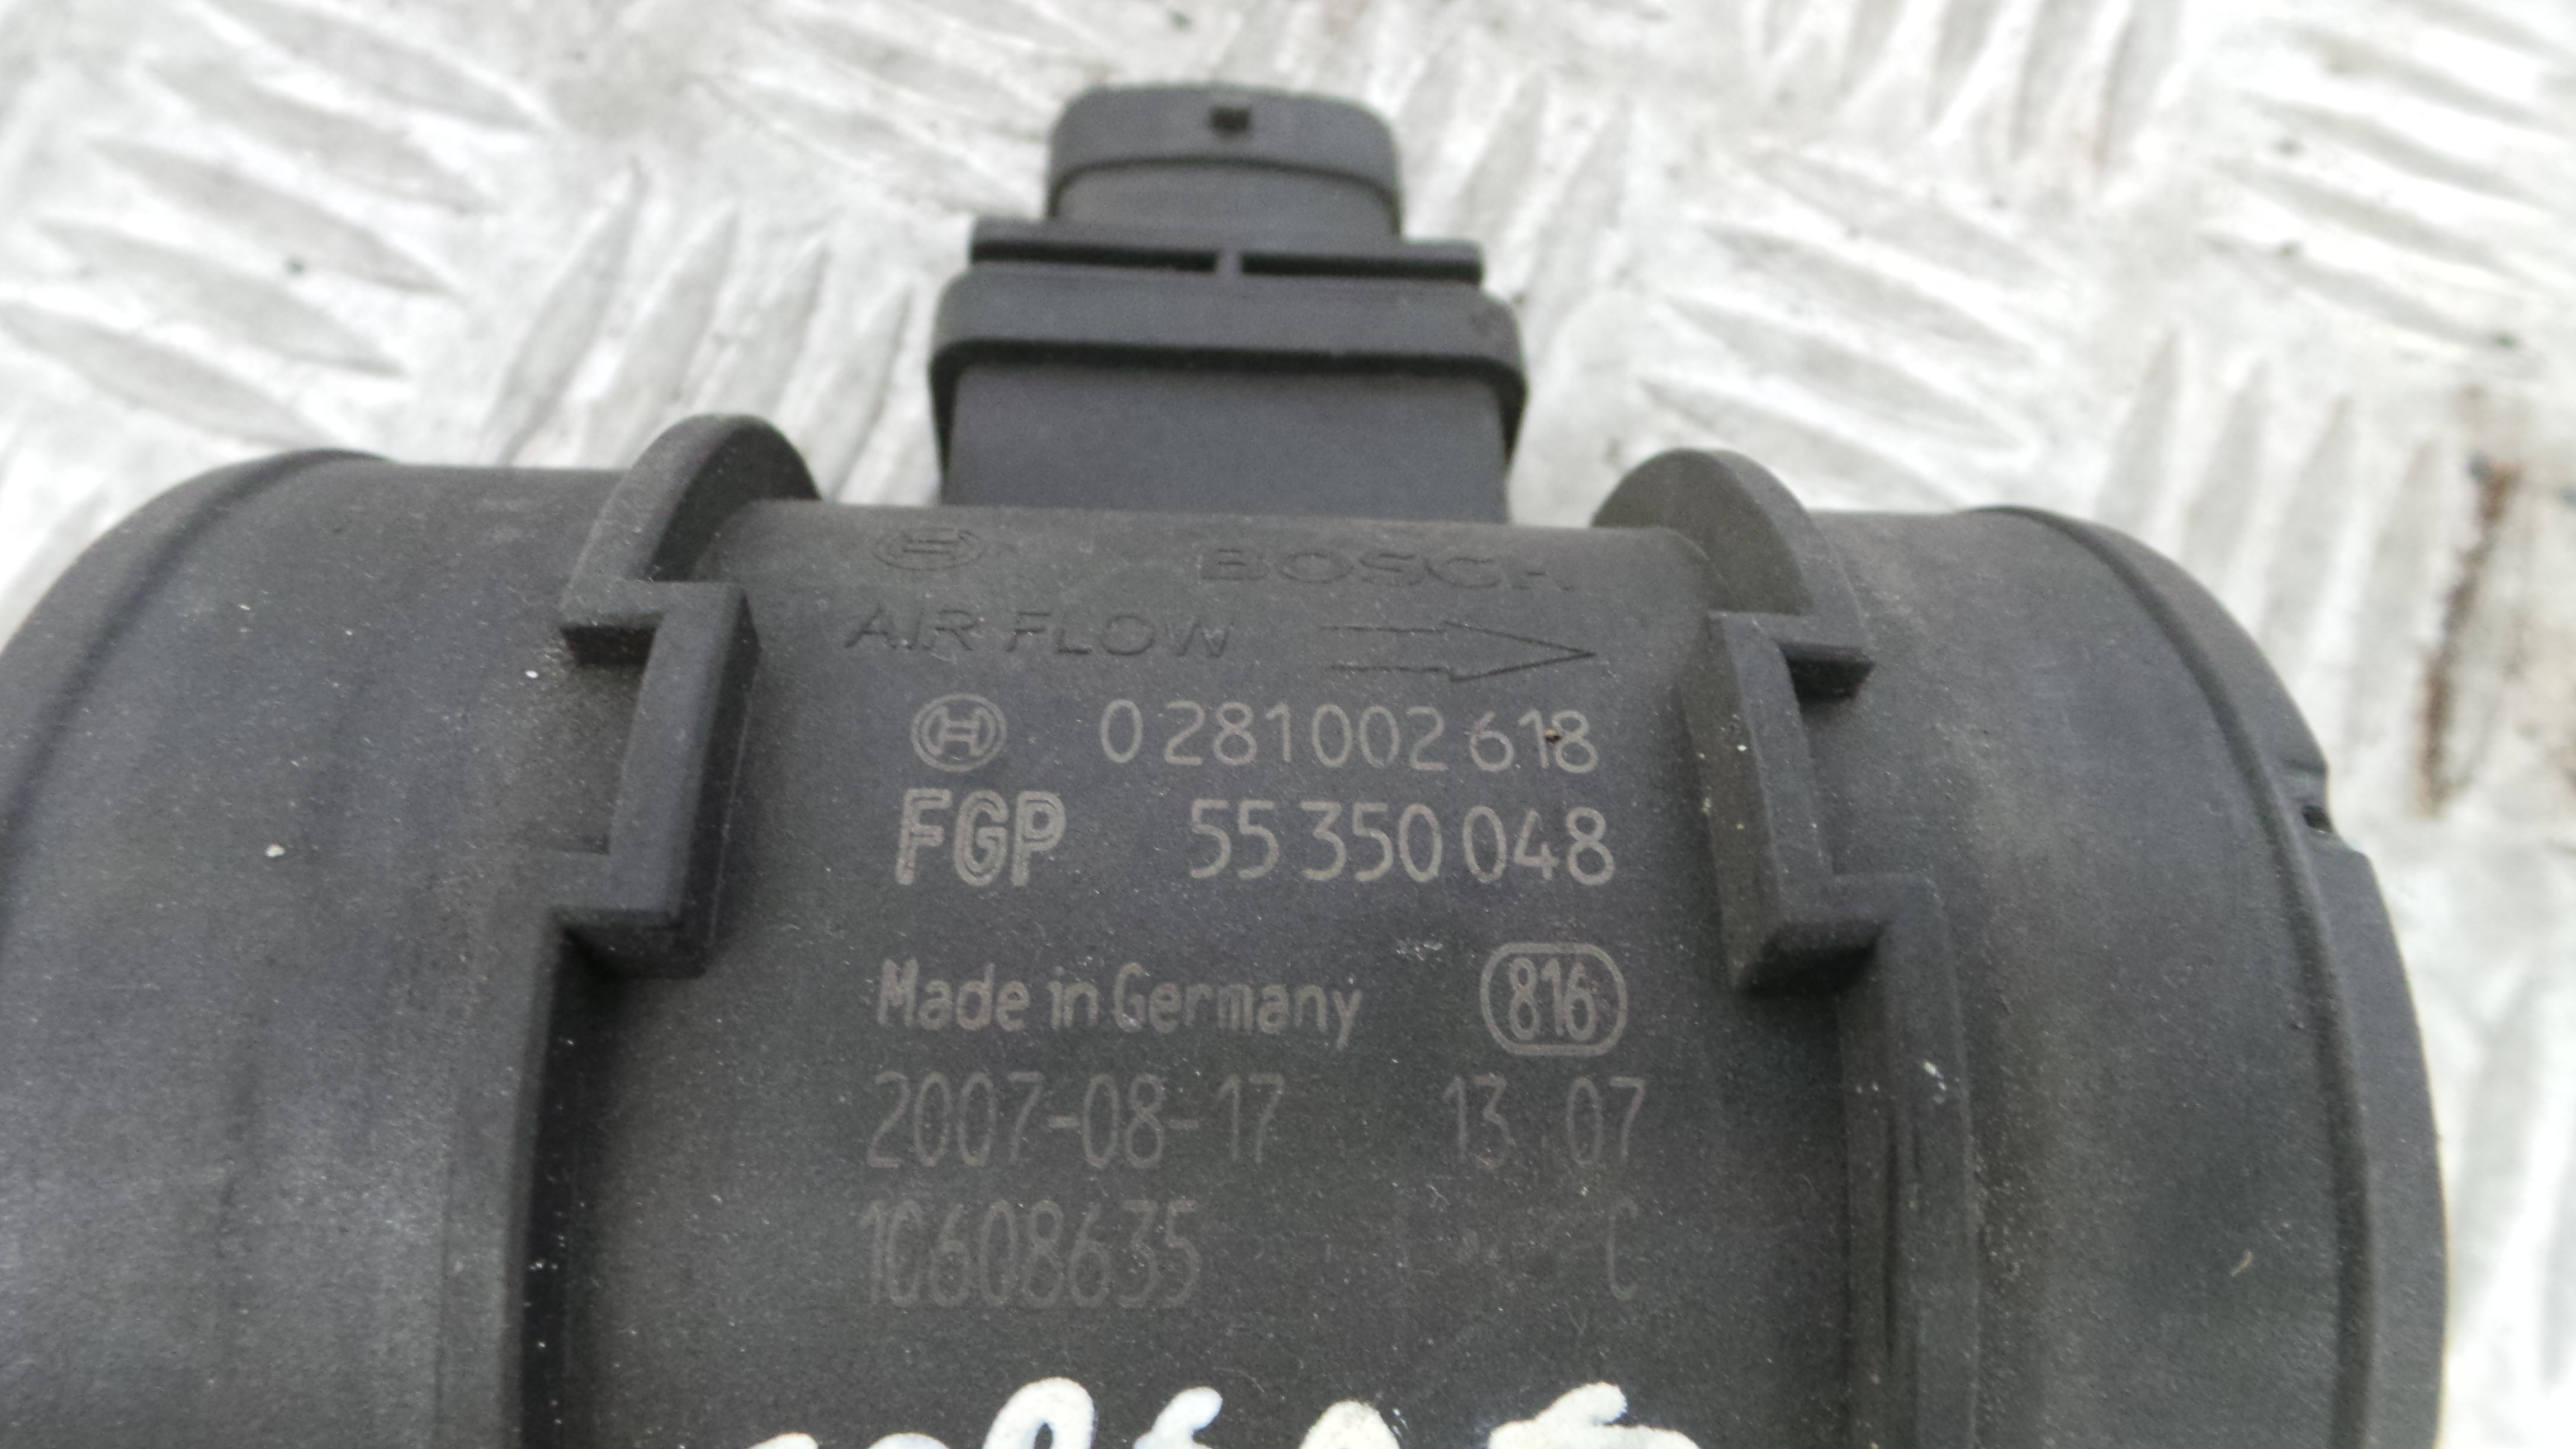 BOSCH
AIR FLOW
0 281 002 618
FGP 55 350 048
Made in Germany 816
2007-08-17 13 07
10608635 C